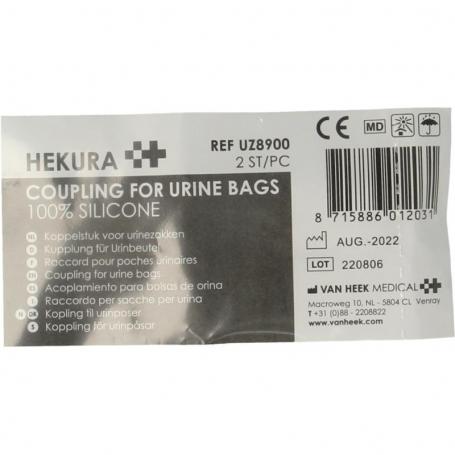 HEKURA
REF UZ8900
2 ST/PC
COUPLING FOR URINE BAGS
100% SILICONE
NL Koppelstuk voor urinezakken
D Kupplung für Urinbeutel
F Raccord pour poches urinaires
EN Coupling for urine bags
E Acoplamiento para bolsas de orina
I Raccordo per sacche per urina
N DK Kopling til urinposer
S Koppling för urinpåsar
CE MD
8 715886 012031
AUG.-2022
LOT 220806
VAN HEEK MEDICAL
Macroweg 10, NL - 5804 CL Venray
T +31 (0)88 - 2208822
www.vanheek.com